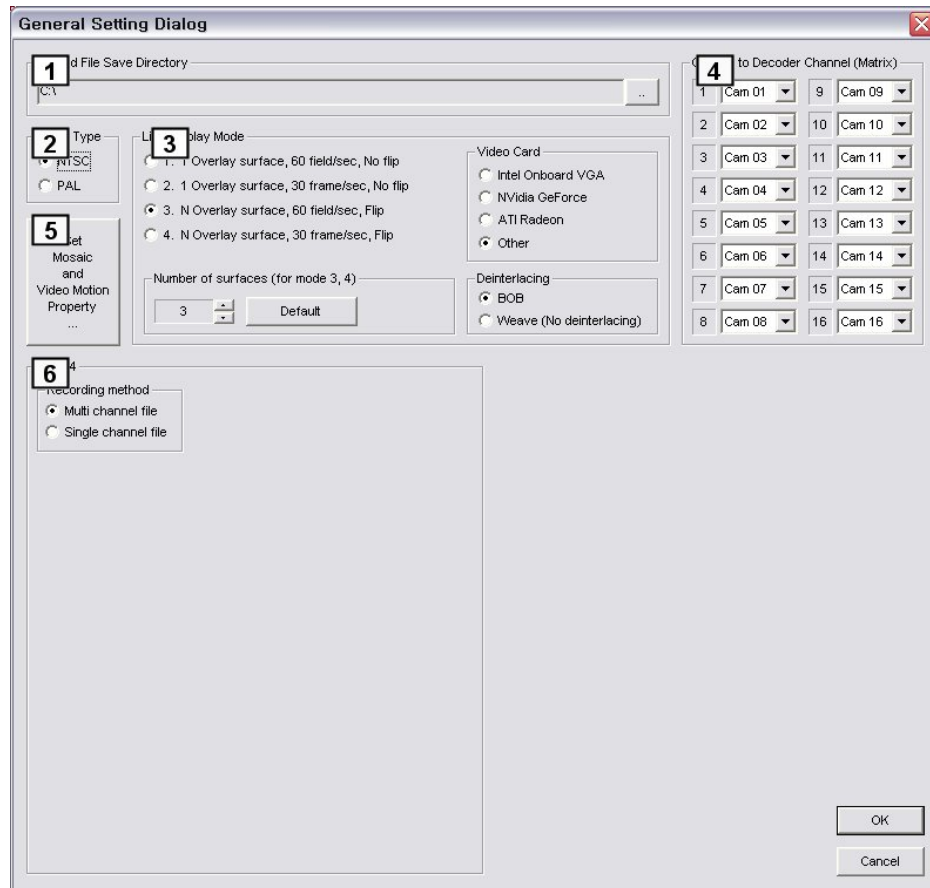 General Setting Dialog
1
d File Save Directory
C:\
..
2
Type
NTSC
PAL
3
Li play Mode
1. 1 Overlay surface, 60 field/sec, No flip
2. 1 Overlay surface, 30 frame/sec, No flip
3. N Overlay surface, 60 field/sec, Flip
4. N Overlay surface, 30 frame/sec, Flip
Number of surfaces (for mode 3, 4)
3
Default
Video Card
Intel Onboard VGA
NVidia GeForce
ATI Radeon
Other
Deinterlacing
BOB
Weave (No deinterlacing)
4
to Decoder Channel (Matrix)
1 Cam 01 9 Cam 09
2 Cam 02 10 Cam 10
3 Cam 03 11 Cam 11
4 Cam 04 12 Cam 12
5 Cam 05 13 Cam 13
6 Cam 06 14 Cam 14
7 Cam 07 15 Cam 15
8 Cam 08 16 Cam 16
5
et
Mosaic
and
Video Motion
Property
...
6
4
Recording method
Multi channel file
Single channel file
OK
Cancel